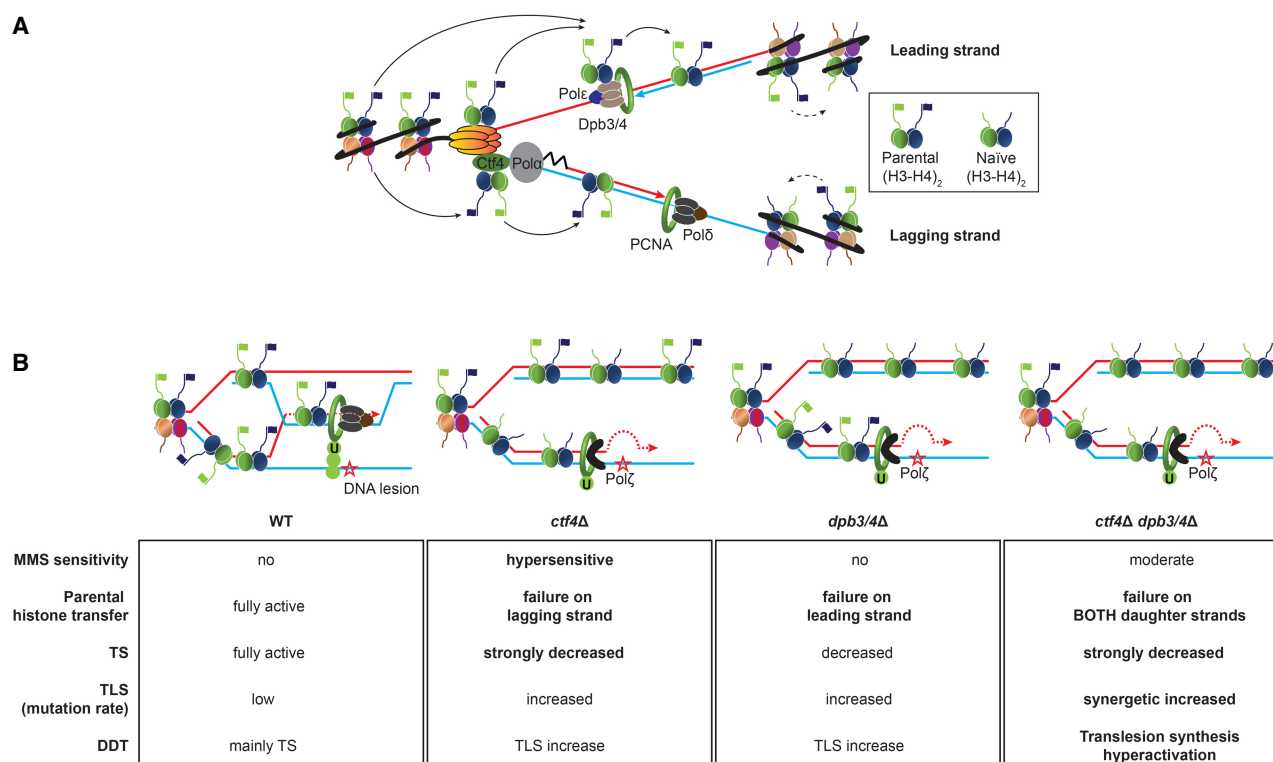 A
Leading strand
Polε
Dpb3/4
Ctf4
Polα
Parental
(H3-H4)2
Naïve
(H3-H4)2
PCNA
Polδ
Lagging strand
B
U
DNA lesion
U
Polζ
U
Polζ
U
Polζ
WT
ctf4Δ
dpb3/4Δ
ctf4Δ dpb3/4Δ
MMS sensitivity
no
hypersensitive
no
moderate
Parental
histone transfer
fully active
failure on
lagging strand
failure on
leading strand
failure on
BOTH daughter strands
TS
fully active
strongly decreased
decreased
strongly decreased
TLS
(mutation rate)
low
increased
increased
synergetic increased
DDT
mainly TS
TLS increase
TLS increase
Translesion synthesis
hyperactivation